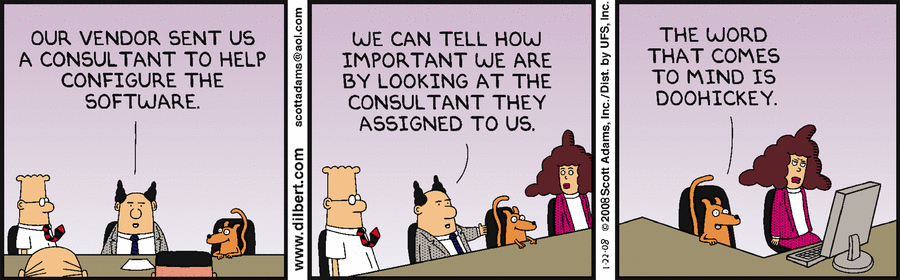 OUR VENDOR SENT US
A CONSULTANT TO HELP
CONFIGURE THE
SOFTWARE.
www.dilbert.com scottadams@aol.com
WE CAN TELL HOW
IMPORTANT WE ARE
BY LOOKING AT THE
CONSULTANT THEY
ASSIGNED TO US.
1-22-08 © 2008 Scott Adams, Inc./Dist. by UFS, Inc.
THE WORD
THAT COMES
TO MIND IS
DOOHICKEY.